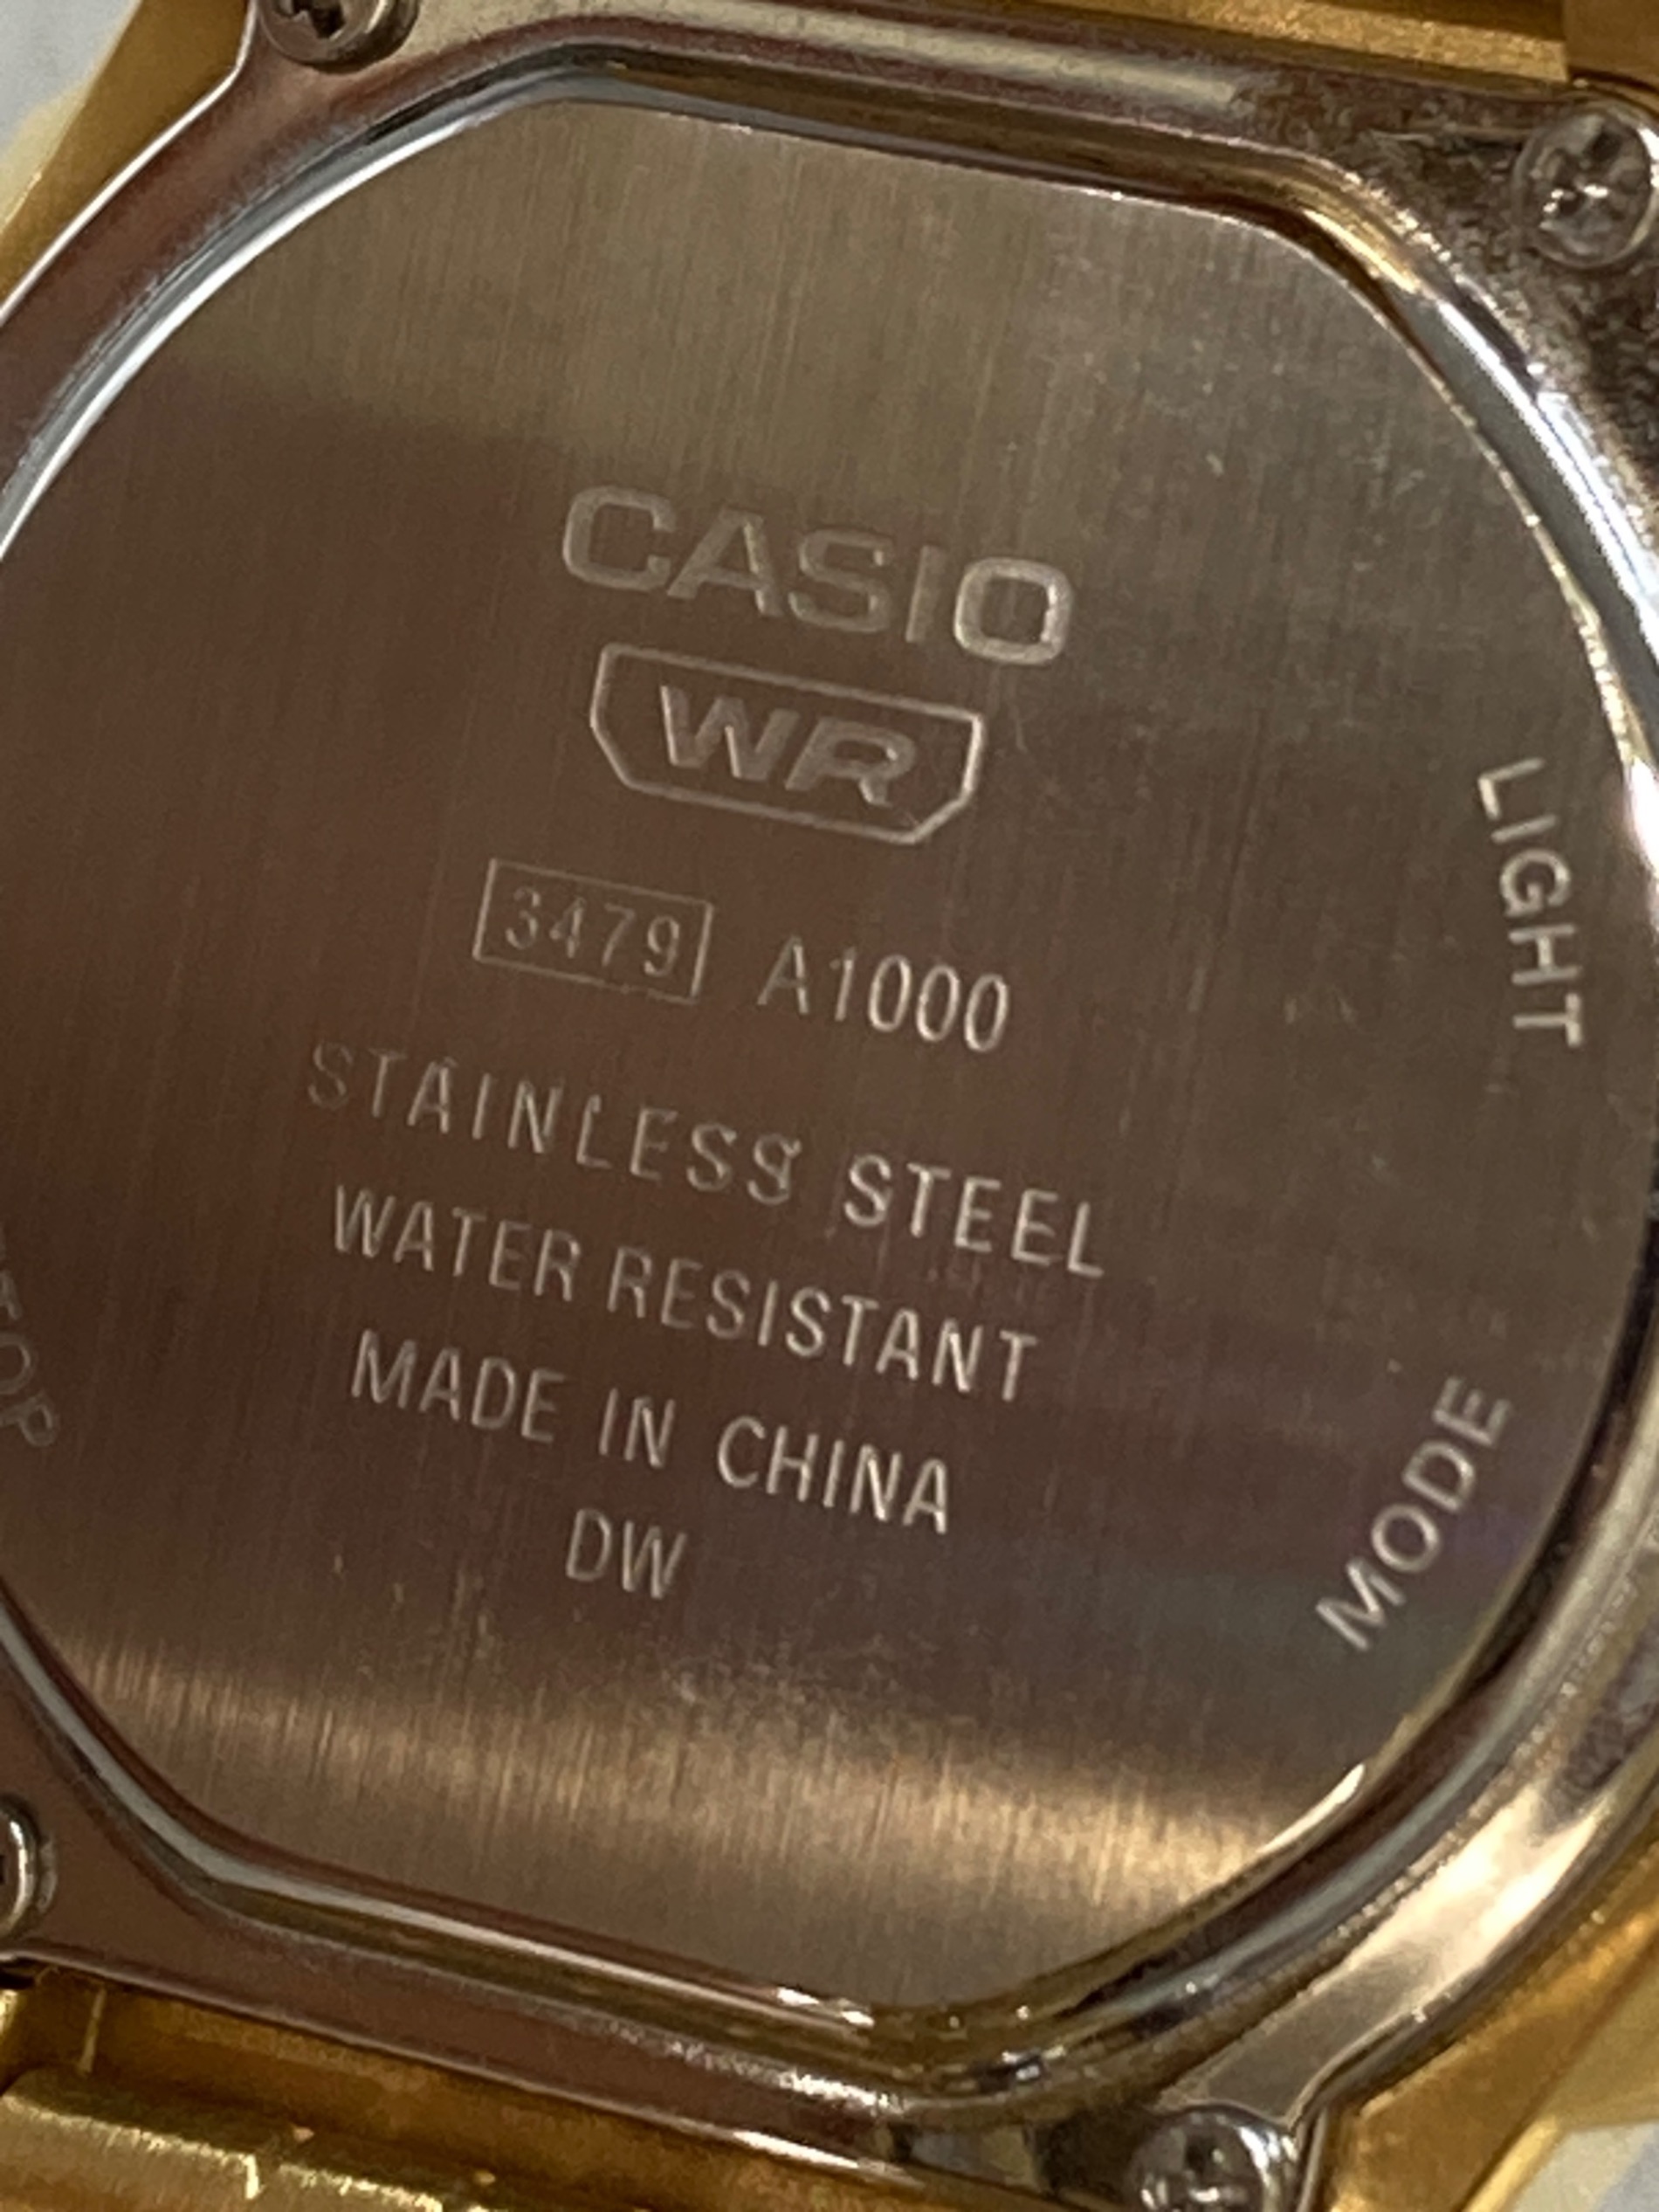 CASIO
WR
3479 A1000
STAINLESS STEEL
WATER RESISTANT
MADE IN CHINA
DW
LIGHT
MODE